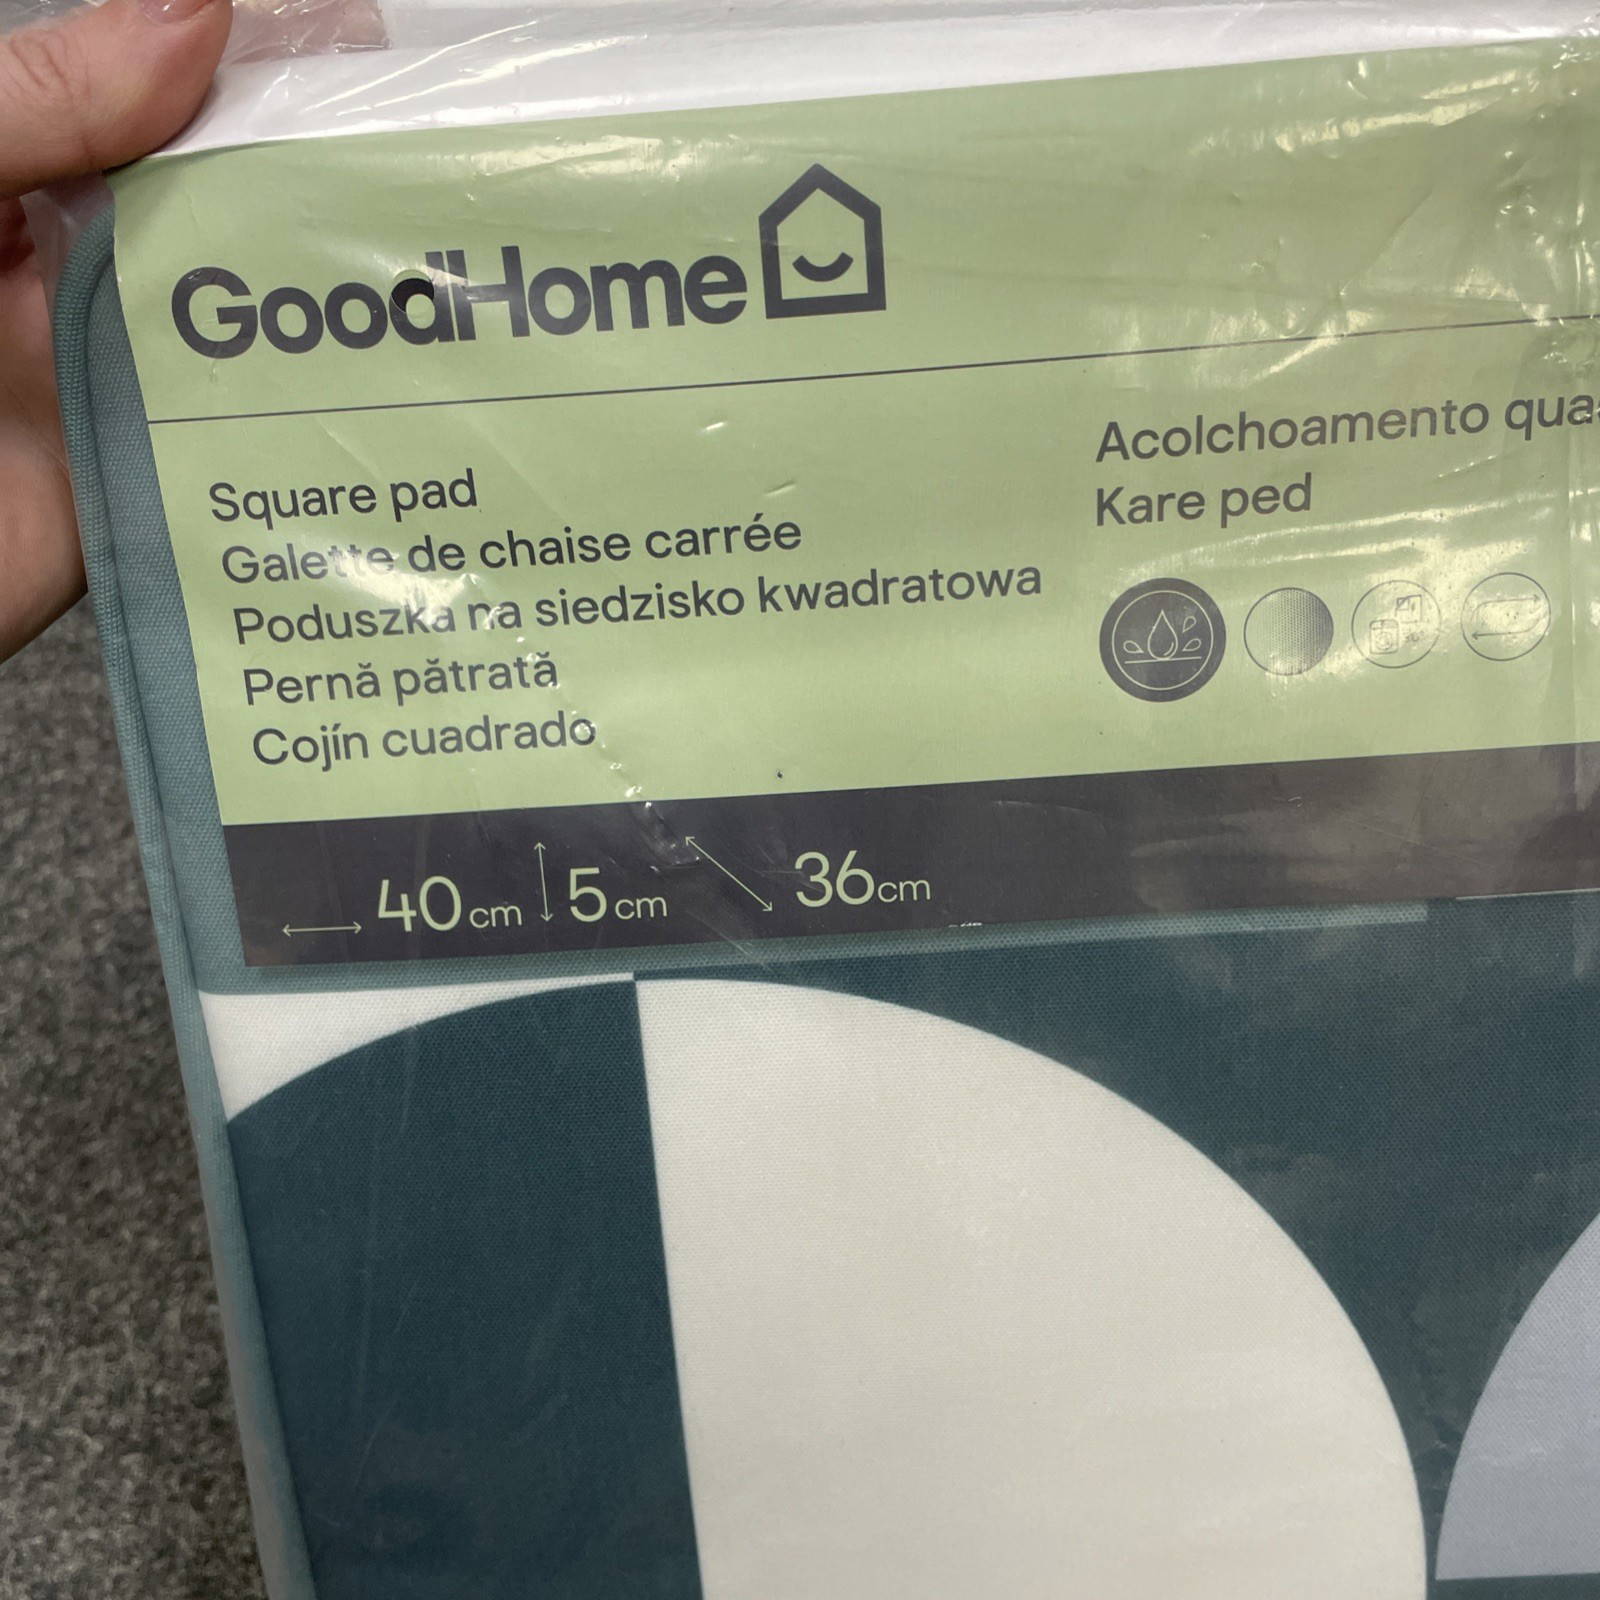 GoodHome
Square pad
Galette de chaise carrée
Poduszka na siedzisko kwadratowa
Pernă pătrată
Cojín cuadrado
Acolchoamento
Kare ped
40cm 5cm 36cm